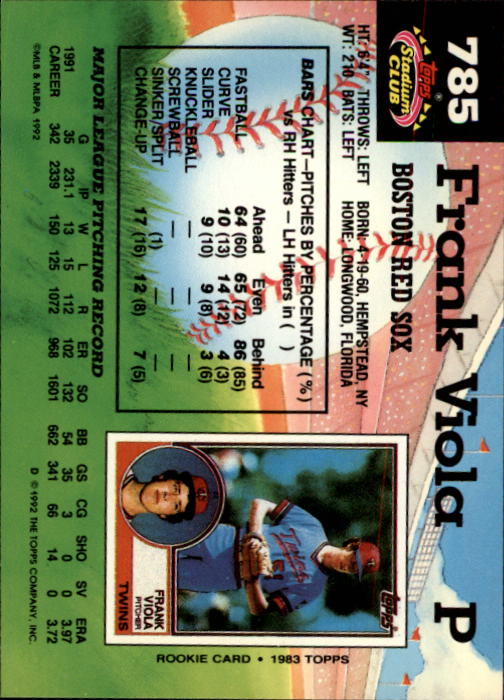 785
Frank Viola P
Topps
Stadium
CLUB
®
BOSTON RED SOX
HT: 6'4" THROWS: LEFT BORN: 4-19-60, HEMPSTEAD, NY
WT: 210 BATS: LEFT HOME: LONGWOOD, FLORIDA
BARS CHART—PITCHES BY PERCENTAGE (%)
vs RH Hitters — LH Hitters in ( )
Ahead Even Behind
FASTBALL 64 (60) 65 (72) 86 (85)
CURVE 10 (13) 14 (12) 4 (3)
SLIDER 9 (10) 9 (8) 3 (6)
KNUCKLEBALL — — —
SCREWBALL — — —
SINKER/SPLIT (1) — —
CHANGE-UP 17 (16) 12 (8) 7 (5)
MAJOR LEAGUE PITCHING RECORD
G IP W L R ER SO BB GS CG SHO SV ERA
1991 35 231.1 13 15 112 102 132 54 35 3 0 0 3.97
CAREER 342 2339 150 125 1072 968 1601 662 341 66 14 0 3.72
©MLB & MLBPA 1992 D ©1992 THE TOPPS COMPANY, INC.
Topps
Twins
FRANK
VIOLA
PITCHER
TWINS
ROOKIE CARD • 1983 TOPPS